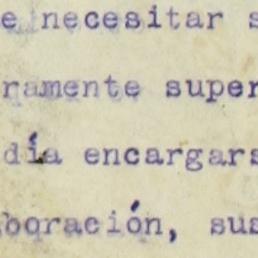 e necesitar s
ramente super
día encargars
boración, sus